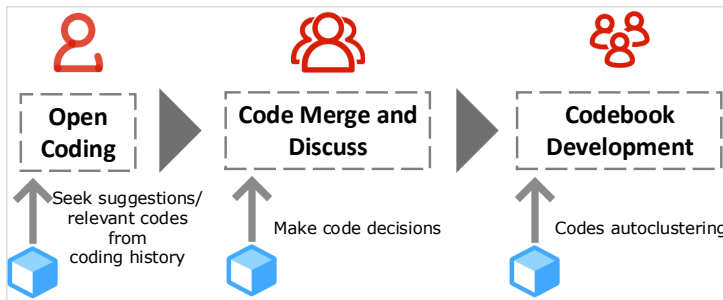 Open
Coding
Code Merge and
Discuss
Codebook
Development
Seek suggestions/
relevant codes
from
coding history
Make code decisions
Codes autoclustering